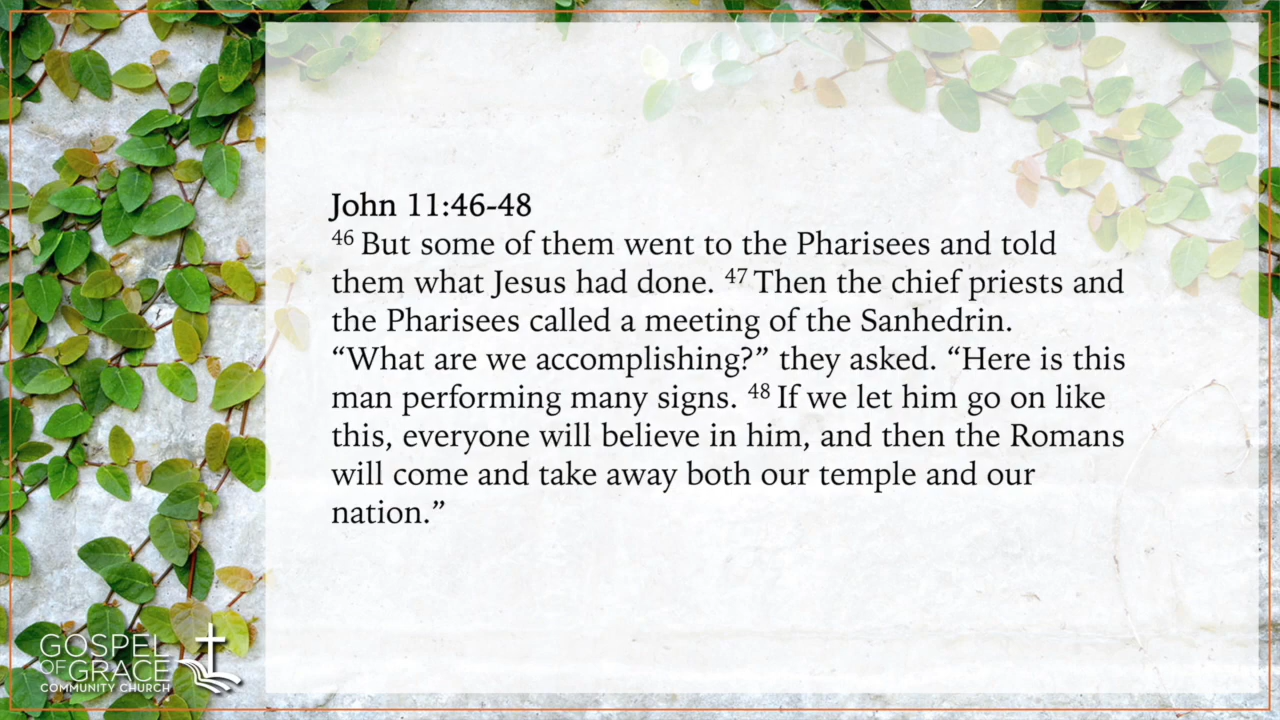 John 11:46-48
46 But some of them went to the Pharisees and told
them what Jesus had done. 47 Then the chief priests and
the Pharisees called a meeting of the Sanhedrin.
“What are we accomplishing?” they asked. “Here is this
man performing many signs. 48 If we let him go on like
this, everyone will believe in him, and then the Romans
will come and take away both our temple and our
nation.”
GOSPEL
OF GRACE
COMMUNITY CHURCH